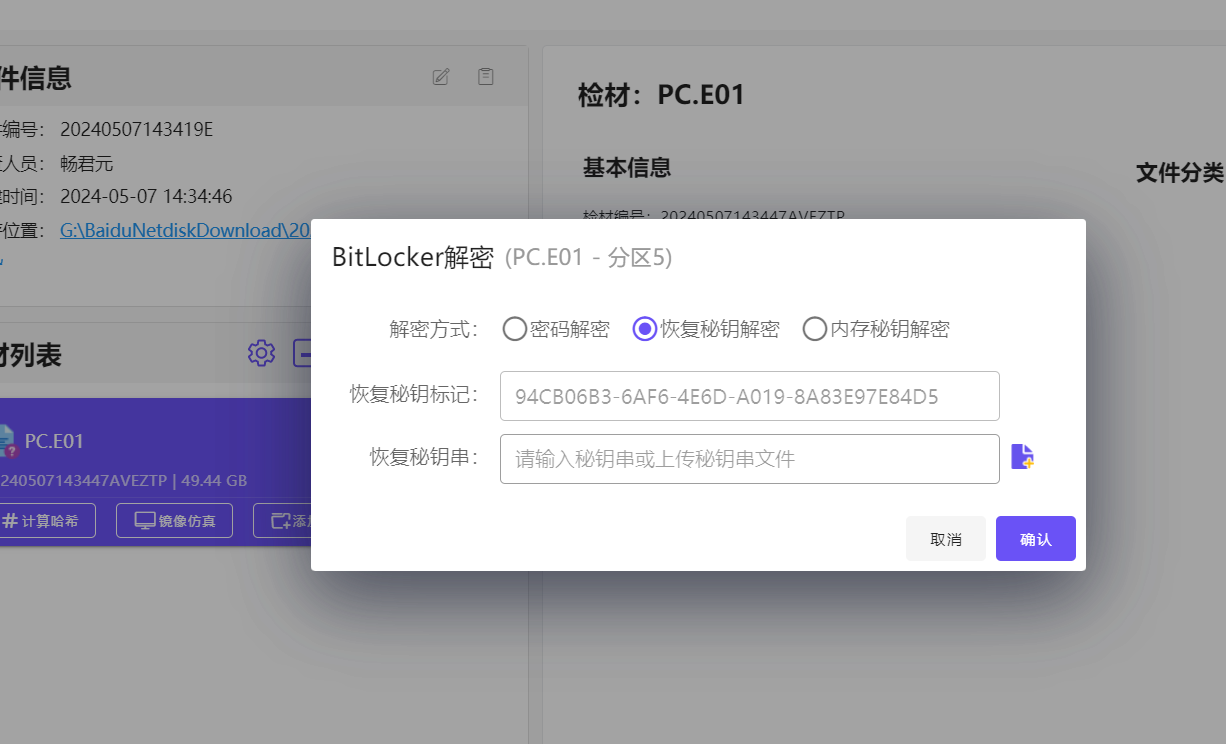 件信息
编号： 20240507143419E
人员： 畅君元
时间： 2024-05-07 14:34:46
位置： G:\BaiduNetdiskDownload\20
材列表
PC.E01
240507143447AVEZTP | 49.44 GB
计算哈希
镜像仿真
添加
检材：PC.E01
基本信息
文件分类
检材编号： 20240507143447AVEZTP
BitLocker解密 (PC.E01 - 分区5)
解密方式： 密码解密 恢复秘钥解密 内存秘钥解密
恢复秘钥标记： 94CB06B3-6AF6-4E6D-A019-8A83E97E84D5
恢复秘钥串： 请输入秘钥串或上传秘钥串文件
取消 确认